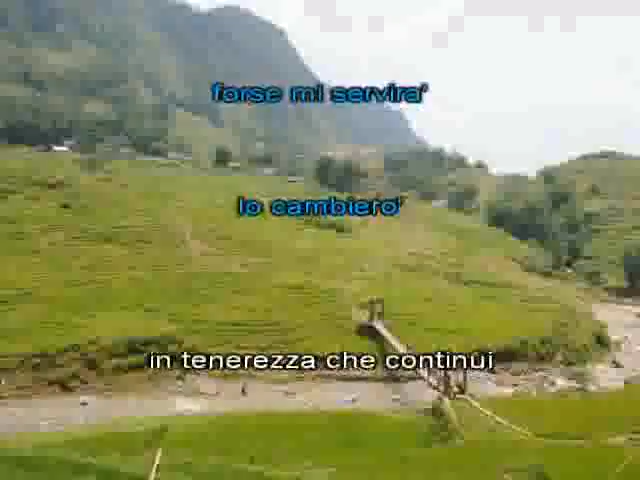 forse mi servira'
lo cambiero'
in tenerezza che continui